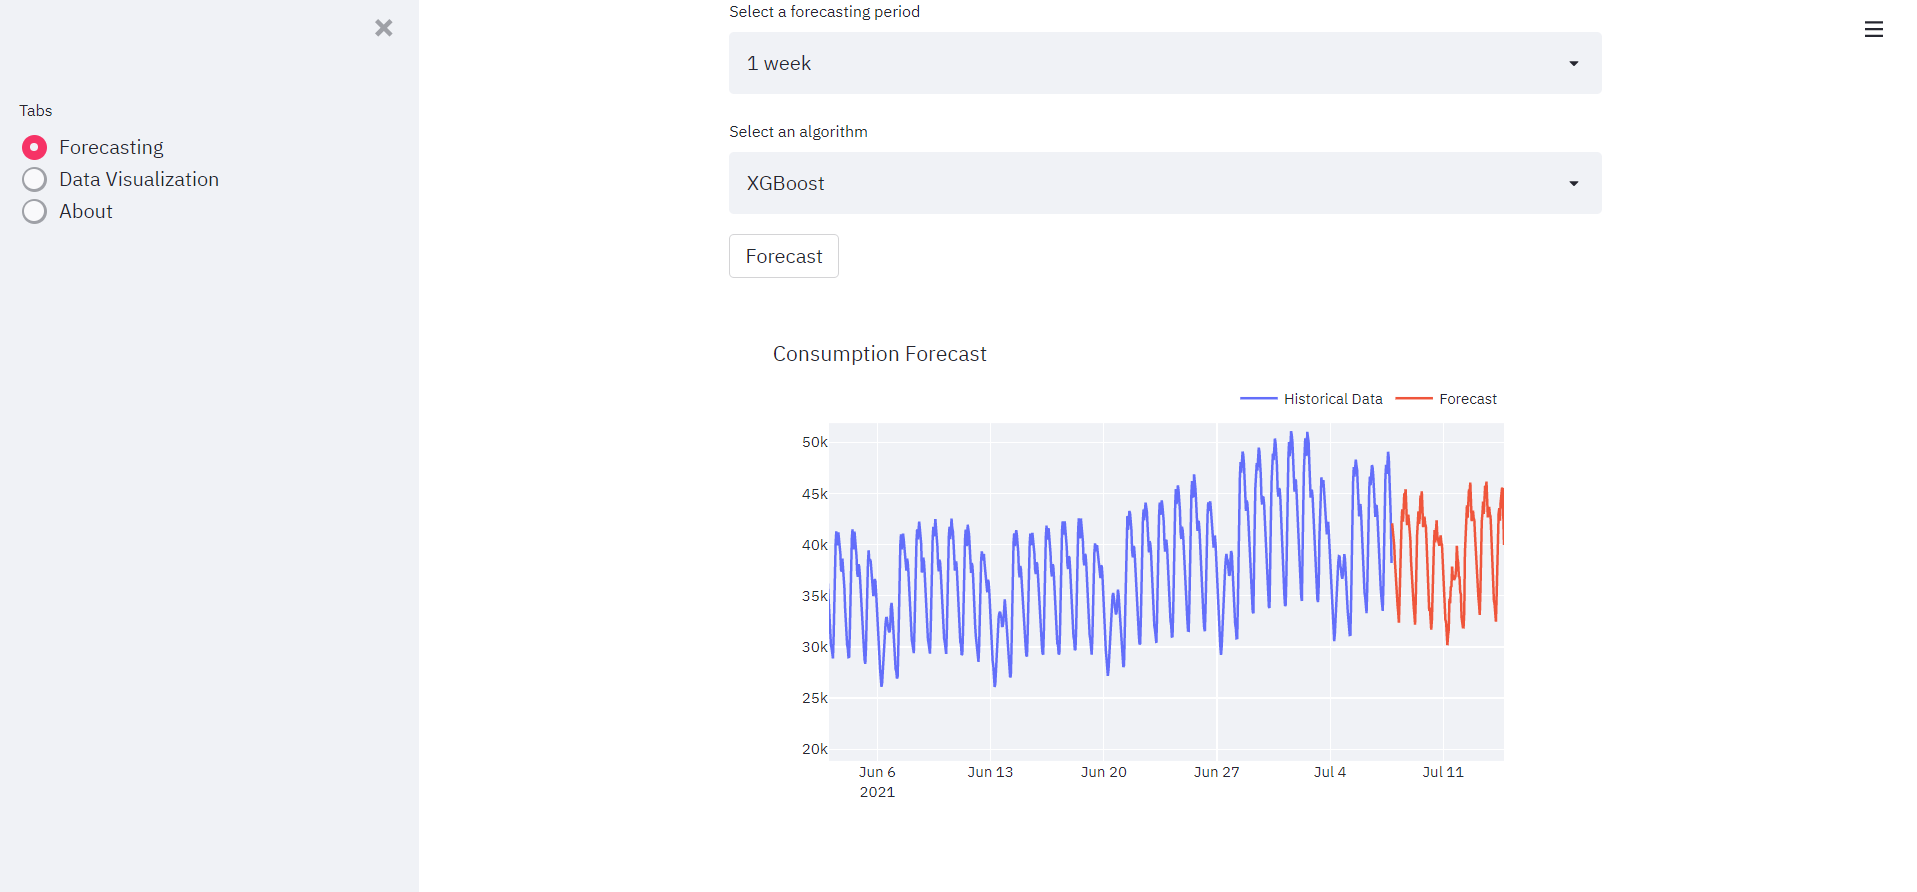 Tabs
Forecasting
Data Visualization
About
Select a forecasting period
1 week
Select an algorithm
XGBoost
Forecast
Consumption Forecast
Historical Data Forecast
50k
45k
40k
35k
30k
25k
20k
Jun 6 Jun 13 Jun 20 Jun 27 Jul 4 Jul 11
2021